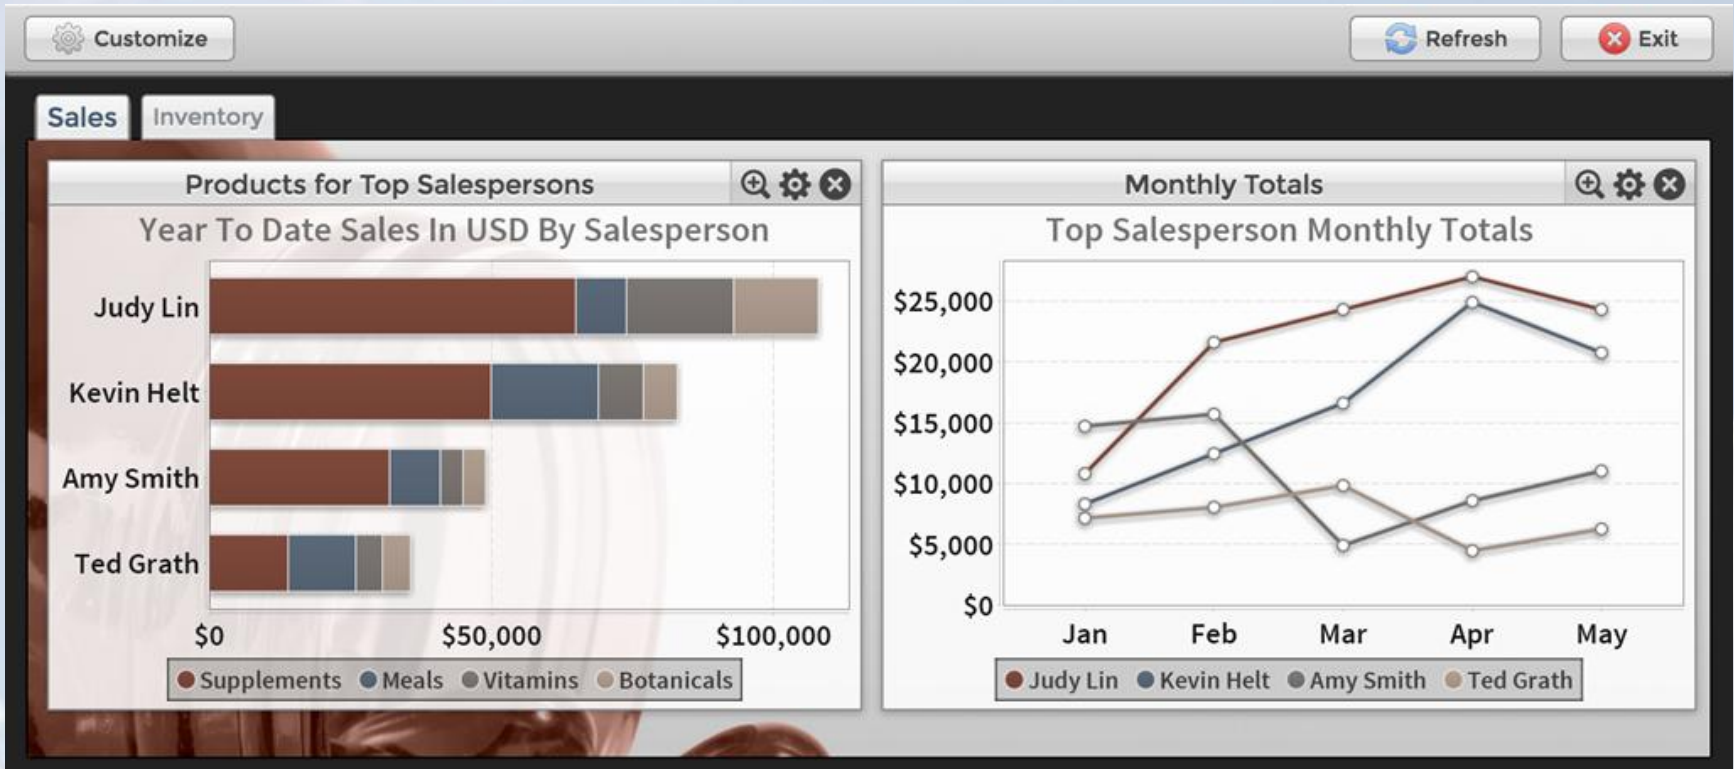 Customize
Refresh
Exit
Sales
Inventory
Products for Top Salespersons
Year To Date Sales In USD By Salesperson
Judy Lin
Kevin Helt
Amy Smith
Ted Grath
$0 $50,000 $100,000
Supplements Meals Vitamins Botanicals
Monthly Totals
Top Salesperson Monthly Totals
$25,000
$20,000
$15,000
$10,000
$5,000
$0
Jan Feb Mar Apr May
Judy Lin Kevin Helt Amy Smith Ted Grath